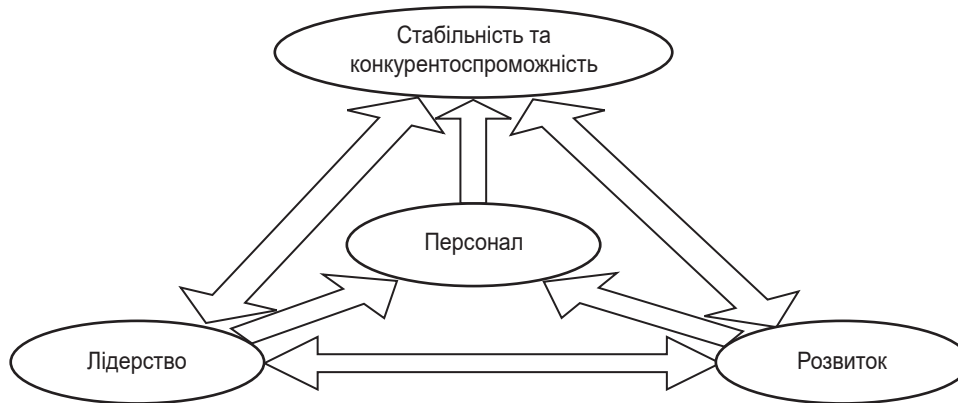 Стабільність та
конкурентоспроможність
Персонал
Лідерство
Розвиток